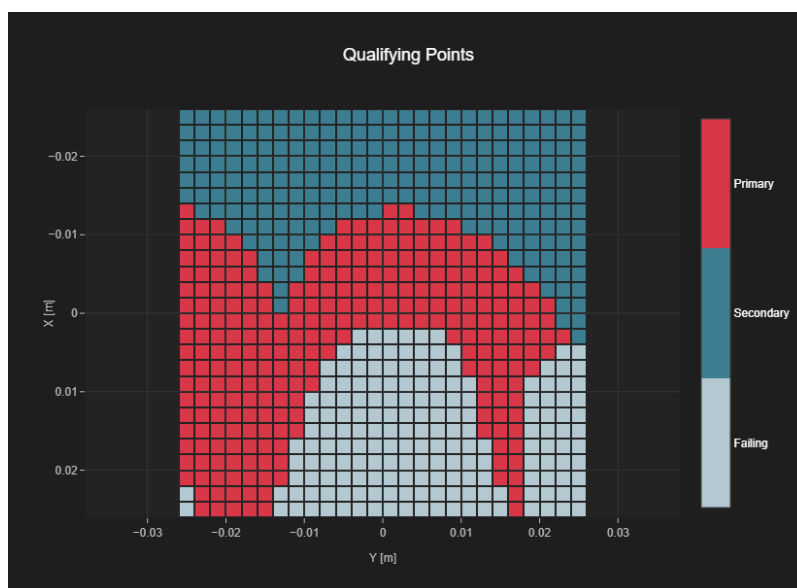 Qualifying Points
−0.02
−0.01
0
0.01
0.02
X [m]
−0.03
−0.02
−0.01
0
0.01
0.02
0.03
Y [m]
Primary
Secondary
Failing